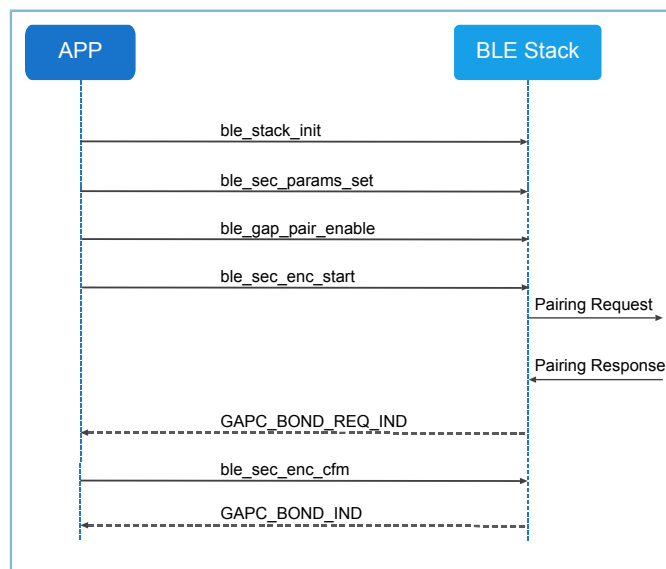 APP
BLE Stack
ble_stack_init
ble_sec_params_set
ble_gap_pair_enable
ble_sec_enc_start
Pairing Request
Pairing Response
GAPC_BOND_REQ_IND
ble_sec_enc_cfm
GAPC_BOND_IND